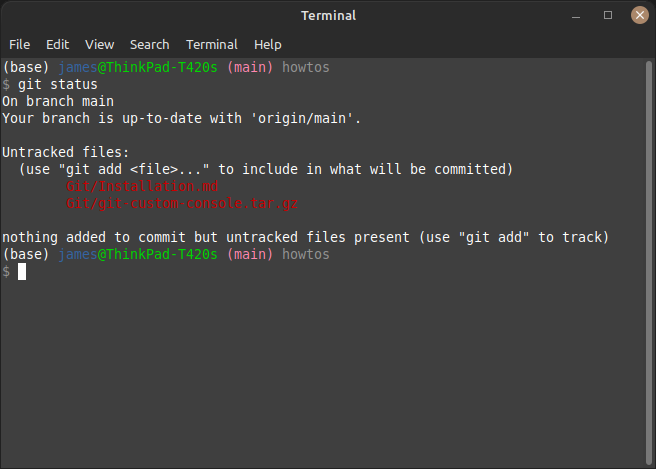 Terminal
File Edit View Search Terminal Help
(base) james@ThinkPad-T420s (main) howtos
$ git status
On branch main
Your branch is up-to-date with 'origin/main'.
Untracked files:
(use "git add <file>..." to include in what will be committed)
Git/Installation.md
Git/git-custom-console.tar.gz
nothing added to commit but untracked files present (use "git add" to track)
(base) james@ThinkPad-T420s (main) howtos
$